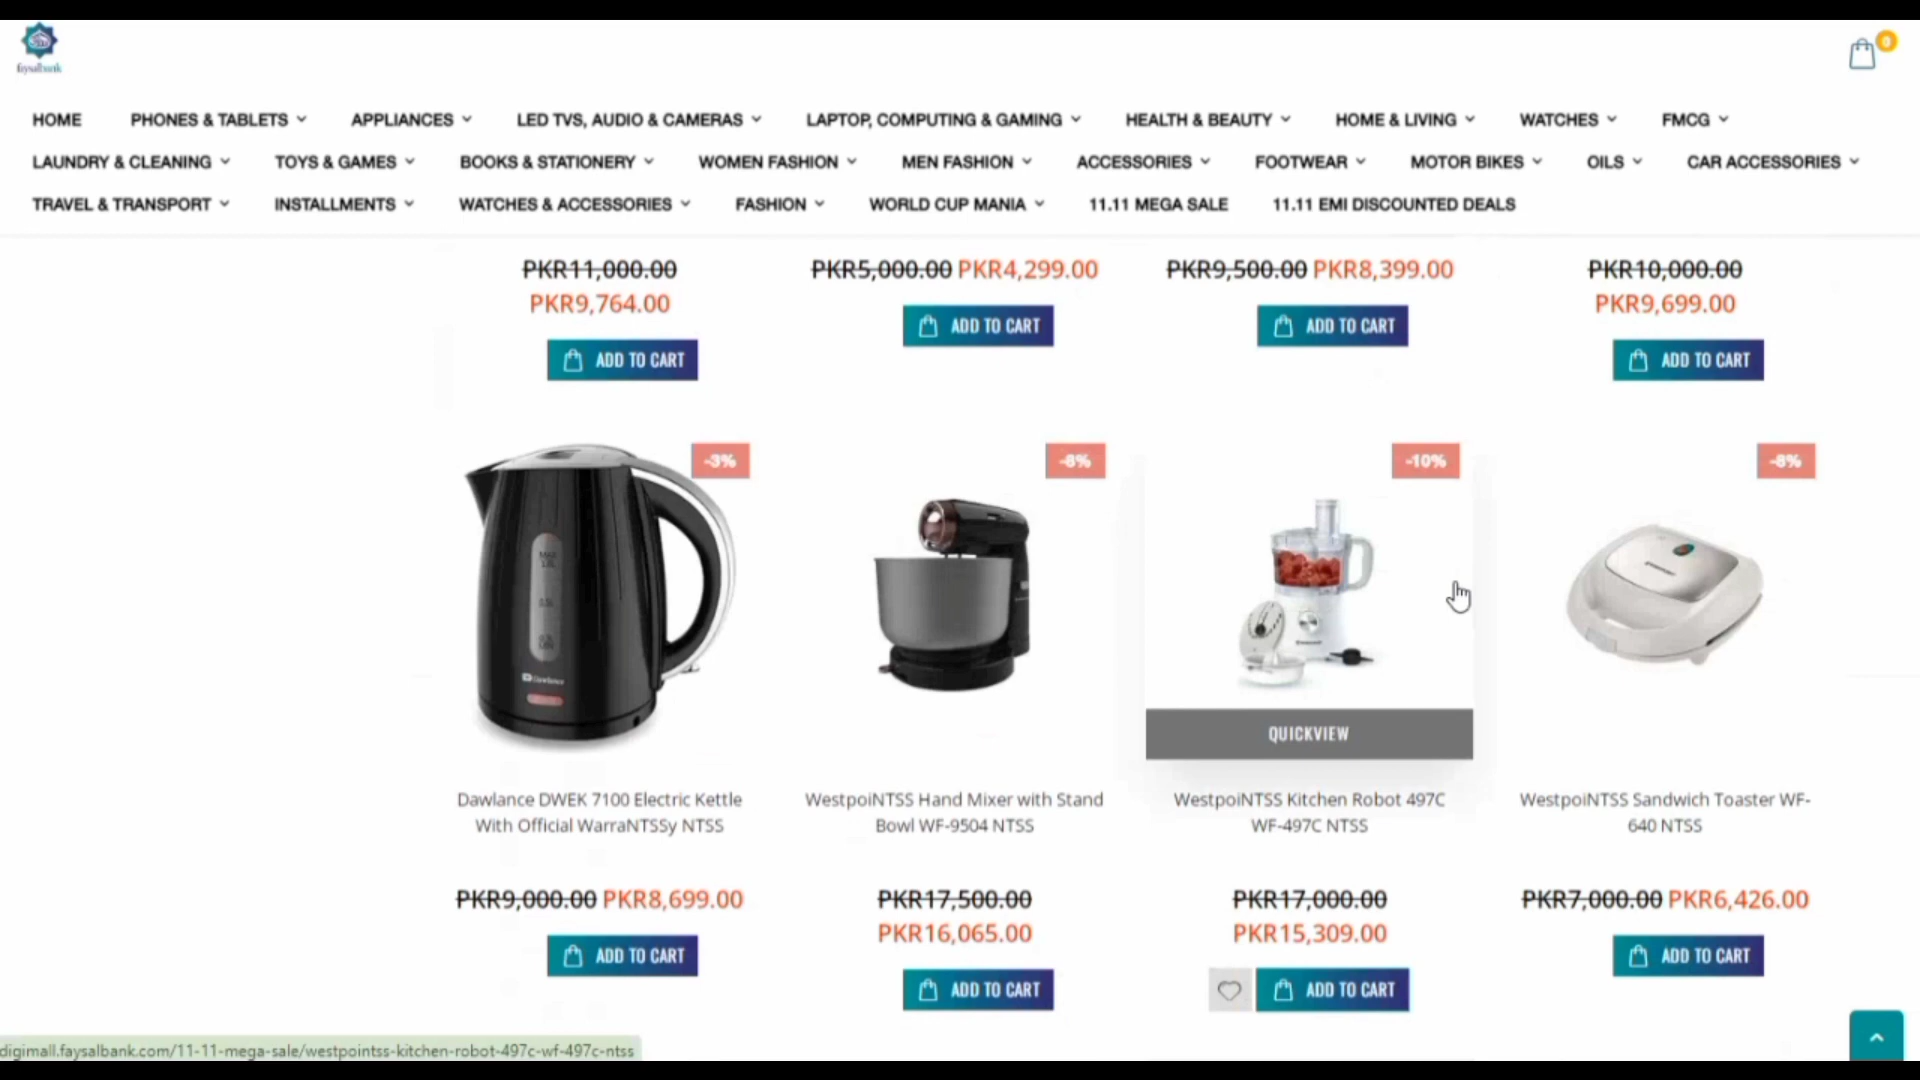 faysalbank
0
HOME PHONES & TABLETS APPLIANCES LED TVS, AUDIO & CAMERAS LAPTOP, COMPUTING & GAMING HEALTH & BEAUTY HOME & LIVING WATCHES FMCG
LAUNDRY & CLEANING TOYS & GAMES BOOKS & STATIONERY WOMEN FASHION MEN FASHION ACCESSORIES FOOTWEAR MOTOR BIKES OILS CAR ACCESSORIES
TRAVEL & TRANSPORT INSTALLMENTS WATCHES & ACCESSORIES FASHION WORLD CUP MANIA 11.11 MEGA SALE 11.11 EMI DISCOUNTED DEALS
PKR11,000.00
PKR9,764.00
ADD TO CART
PKR5,000.00 PKR4,299.00
ADD TO CART
PKR9,500.00 PKR8,399.00
ADD TO CART
PKR10,000.00
PKR9,699.00
ADD TO CART
-3%
Dawlance
Dawlance DWEK 7100 Electric Kettle
With Official WarraNTSSy NTSS
PKR9,000.00 PKR8,699.00
ADD TO CART
-8%
WestpoiNTSS Hand Mixer with Stand
Bowl WF-9504 NTSS
PKR17,500.00
PKR16,065.00
ADD TO CART
-10%
QUICKVIEW
WestpoiNTSS Kitchen Robot 497C
WF-497C NTSS
PKR17,000.00
PKR15,309.00
ADD TO CART
-8%
WestpoiNTSS Sandwich Toaster WF-
640 NTSS
PKR7,000.00 PKR6,426.00
ADD TO CART
digimall.faysalbank.com/11-11-mega-sale/westpointss-kitchen-robot-497c-wf-497c-ntss